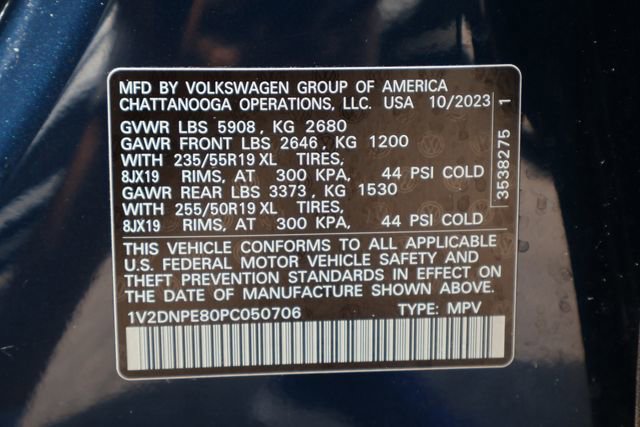 MFD BY VOLKSWAGEN GROUP OF AMERICA
CHATTANOOGA OPERATIONS, LLC. USA 10/2023
GVWR LBS 5908, KG 2680
GAWR FRONT LBS 2646, KG 1200
WITH 235/55R19 XL TIRES,
8JX19 RIMS, AT 300 KPA, 44 PSI COLD
GAWR REAR LBS 3373, KG 1530
WITH 255/50R19 XL TIRES,
8JX19 RIMS, AT 300 KPA, 44 PSI COLD
THIS VEHICLE CONFORMS TO ALL APPLICABLE
U.S. FEDERAL MOTOR VEHICLE SAFETY AND
THEFT PREVENTION STANDARDS IN EFFECT ON
THE DATE OF MANUFACTURE SHOWN ABOVE.
1V2DNPE80PC050706 TYPE: MPV
3538275 1